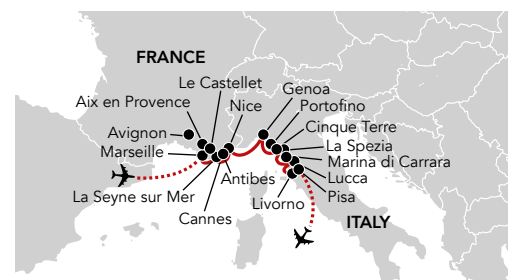 FRANCE
Le Castellet
Genoa
Aix en Provence
Nice
Portofino
Avignon
Cinque Terre
Marseille
La Spezia
Marina di Carrara
Antibes
Lucca
La Seyne sur Mer
Livorno
Pisa
Cannes
ITALY